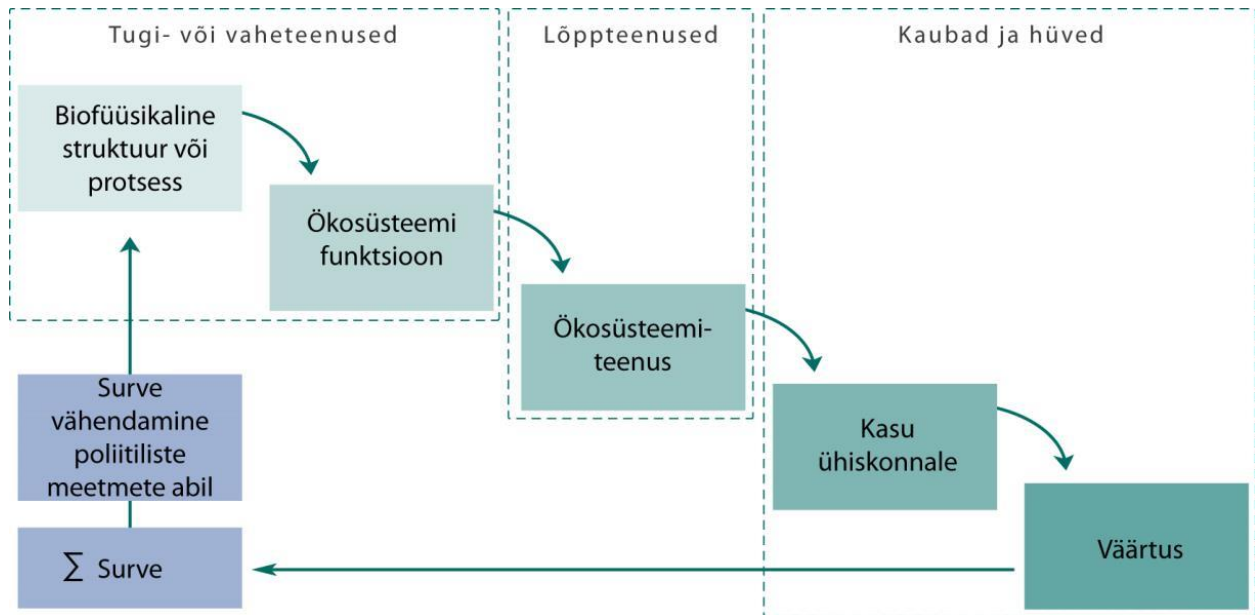 Tugi- või vaheteenused
Lõppteenused
Kaubad ja hüved
Biofüüsikaline
struktuur või
protsess
Ökosüsteemi
funktsioon
Ökosüsteemi-
teenus
Kasu
ühiskonnale
Väärtus
Surve
vähendamine
poliitiliste
meetmete abil
∑ Surve